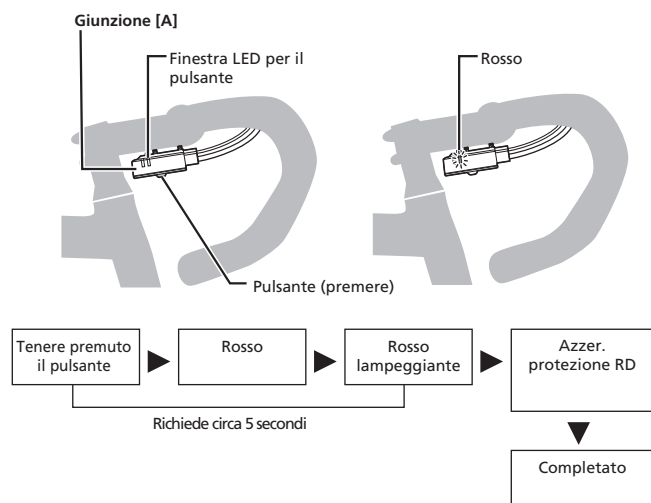 Giunzione [A]
Finestra LED per il
pulsante
Rosso
Pulsante (premere)
Tenere premuto
il pulsante
Rosso
Rosso
lampeggiante
Azzer.
protezione RD
Richiede circa 5 secondi
Completato